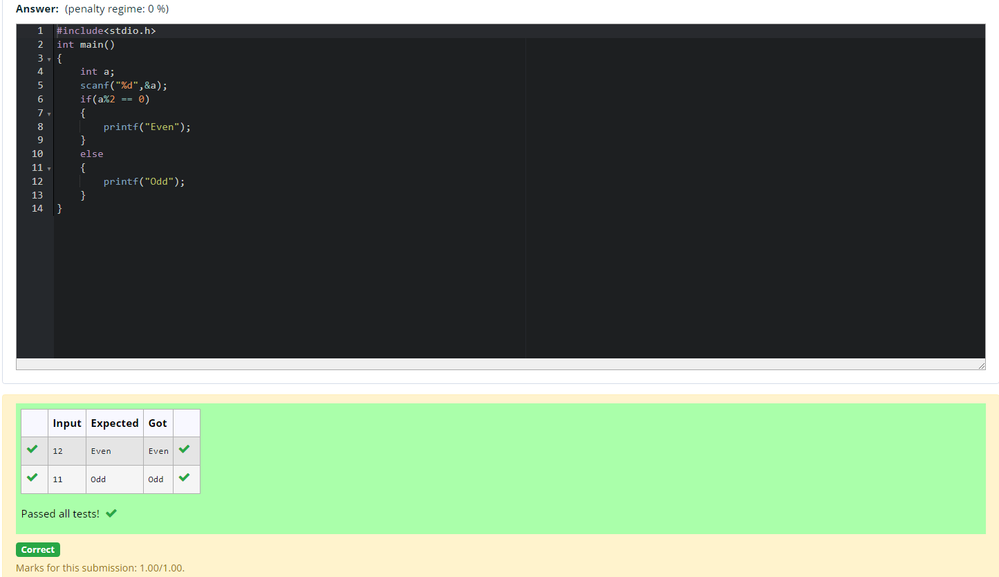 Answer: (penalty regime: 0 %)
1 #include<stdio.h>
2 int main()
3 {
4     int a;
5     scanf("%d",&a);
6     if(a%2 == 0)
7     {
8         printf("Even");
9     }
10     else
11     {
12         printf("Odd");
13     }
14 }
Input Expected Got
12 Even Even
11 Odd Odd
Passed all tests!
Correct
Marks for this submission: 1.00/1.00.